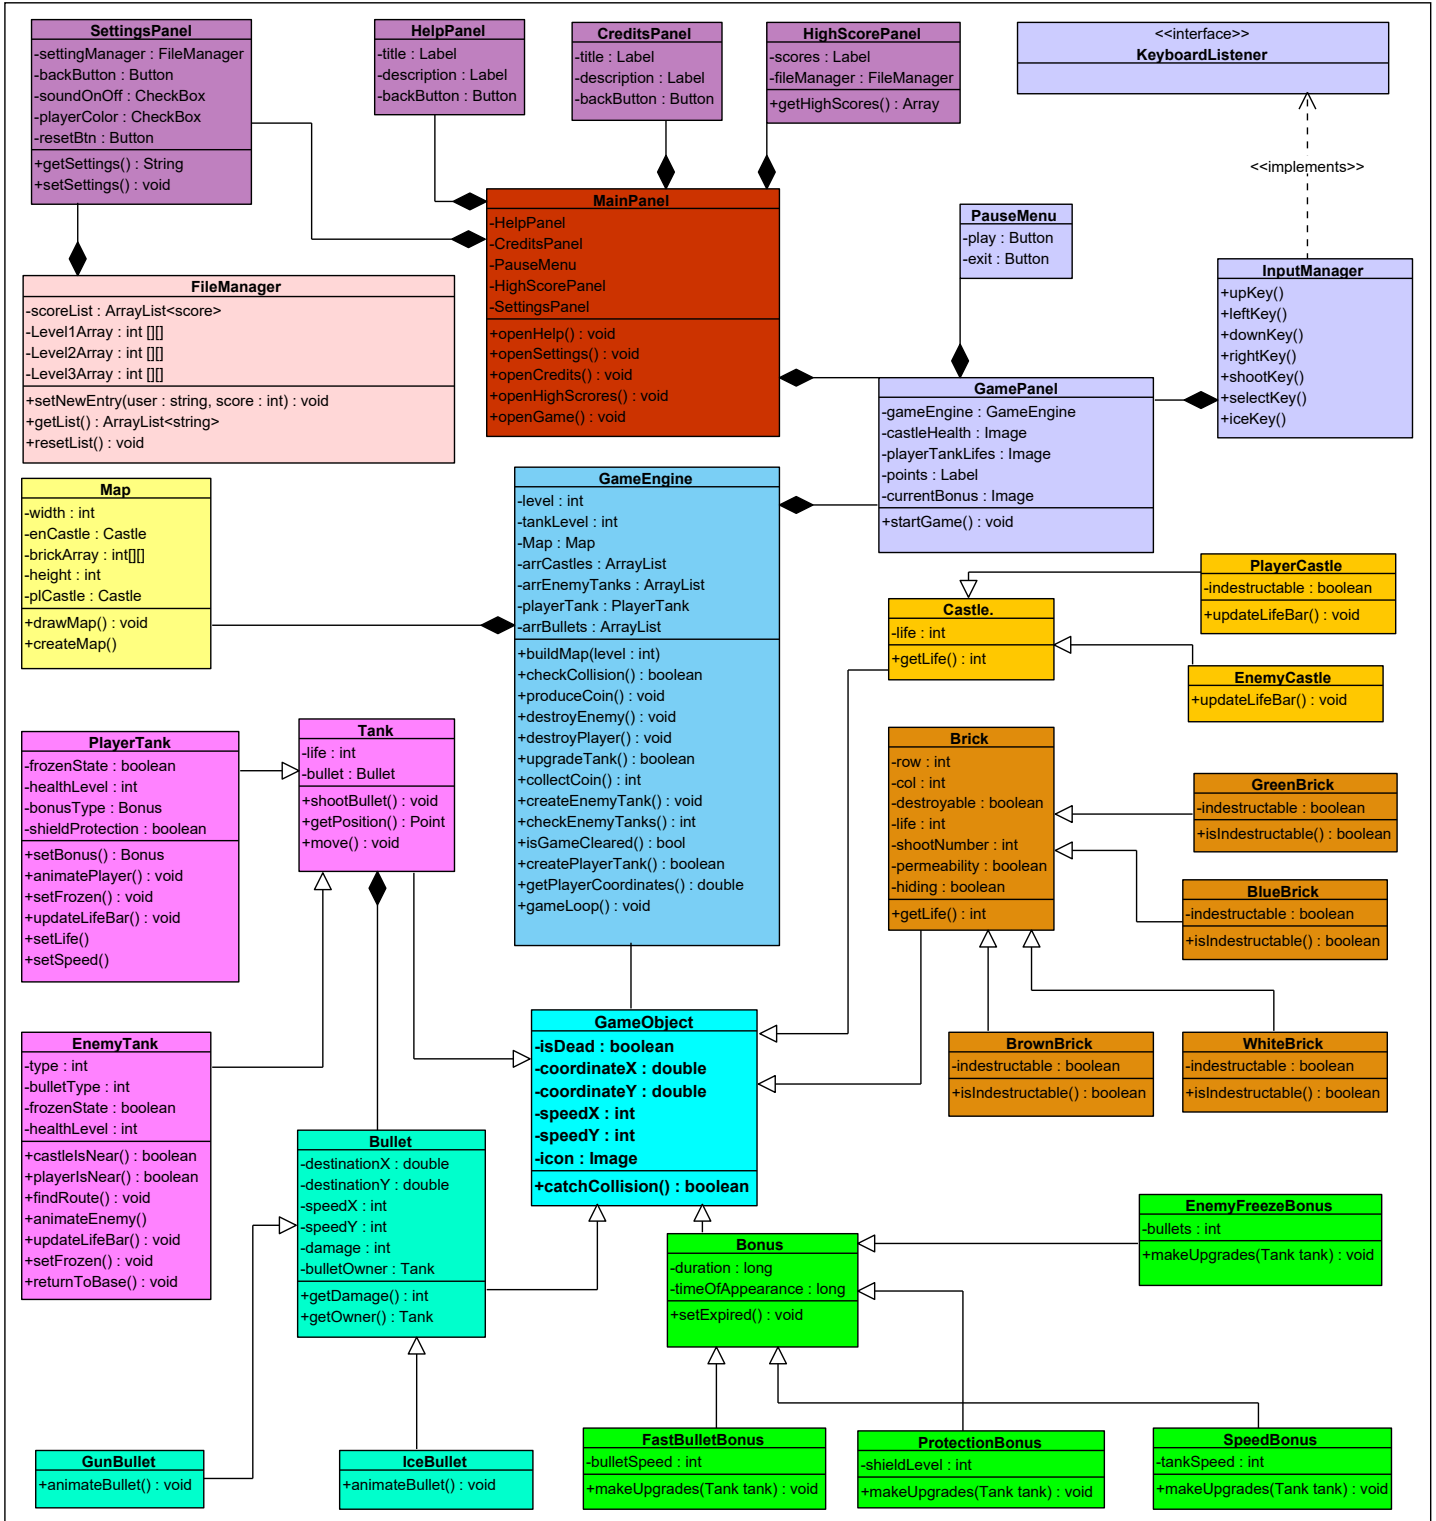 SettingsPanel
-settingManager : FileManager
-backButton : Button
-soundOnOff : CheckBox
-playerColor : CheckBox
-resetBtn : Button
+getSettings() : String
+setSettings() : void
HelpPanel
-title : Label
-description : Label
-backButton : Button
CreditsPanel
-title : Label
-description : Label
-backButton : Button
HighScorePanel
-scores : Label
-fileManager : FileManager
+getHighScores() : Array
<<interface>>
KeyboardListener
<<implements>>
MainPanel
-HelpPanel
-CreditsPanel
-PauseMenu
-HighScorePanel
-SettingsPanel
+openHelp() : void
+openSettings() : void
+openCredits() : void
+openHighScrores() : void
+openGame() : void
PauseMenu
-play : Button
-exit : Button
InputManager
+upKey()
+leftKey()
+downKey()
+rightKey()
+shootKey()
+selectKey()
+iceKey()
FileManager
-scoreList : ArrayList<score>
-Level1Array : int [][]
-Level2Array : int [][]
-Level3Array : int [][]
+setNewEntry(user : string, score : int) : void
+getList() : ArrayList<string>
+resetList() : void
GamePanel
-gameEngine : GameEngine
-castleHealth : Image
-playerTankLifes : Image
-points : Label
-currentBonus : Image
+startGame() : void
Map
-width : int
-enCastle : Castle
-brickArray : int[][]
-height : int
-plCastle : Castle
+drawMap() : void
+createMap()
GameEngine
-level : int
-tankLevel : int
-Map : Map
-arrCastles : ArrayList
-arrEnemyTanks : ArrayList
-playerTank : PlayerTank
-arrBullets : ArrayList
+buildMap(level : int)
+checkCollision() : boolean
+produceCoin() : void
+destroyEnemy() : void
+destroyPlayer() : void
+upgradeTank() : boolean
+collectCoin() : int
+createEnemyTank() : void
+checkEnemyTanks() : int
+isGameCleared() : bool
+createPlayerTank() : boolean
+getPlayerCoordinates() : double
+gameLoop() : void
PlayerCastle
-indestructable : boolean
+updateLifeBar() : void
Castle.
-life : int
+getLife() : int
EnemyCastle
+updateLifeBar() : void
PlayerTank
-frozenState : boolean
-healthLevel : int
-bonusType : Bonus
-shieldProtection : boolean
+setBonus() : Bonus
+animatePlayer() : void
+setFrozen() : void
+updateLifeBar() : void
+setLife()
+setSpeed()
Tank
-life : int
-bullet : Bullet
+shootBullet() : void
+getPosition() : Point
+move() : void
Brick
-row : int
-col : int
-destroyable : boolean
-life : int
-shootNumber : int
-permeability : boolean
-hiding : boolean
+getLife() : int
GreenBrick
-indestructable : boolean
+isIndestructable() : boolean
BlueBrick
-indestructable : boolean
+isIndestructable() : boolean
BrownBrick
-indestructable : boolean
+isIndestructable() : boolean
WhiteBrick
-indestructable : boolean
+isIndestructable() : boolean
GameObject
-isDead : boolean
-coordinateX : double
-coordinateY : double
-speedX : int
-speedY : int
-icon : Image
+catchCollision() : boolean
EnemyTank
-type : int
-bulletType : int
-frozenState : boolean
-healthLevel : int
+castleIsNear() : boolean
+playerIsNear() : boolean
+findRoute() : void
+animateEnemy()
+updateLifeBar() : void
+setFrozen() : void
+returnToBase() : void
Bullet
-destinationX : double
-destinationY : double
-speedX : int
-speedY : int
-damage : int
-bulletOwner : Tank
+getDamage() : int
+getOwner() : Tank
Bonus
-duration : long
-timeOfAppearance : long
+setExpired() : void
EnemyFreezeBonus
-bullets : int
+makeUpgrades(Tank tank) : void
GunBullet
+animateBullet() : void
IceBullet
+animateBullet() : void
FastBulletBonus
-bulletSpeed : int
+makeUpgrades(Tank tank) : void
ProtectionBonus
-shieldLevel : int
+makeUpgrades(Tank tank) : void
SpeedBonus
-tankSpeed : int
+makeUpgrades(Tank tank) : void